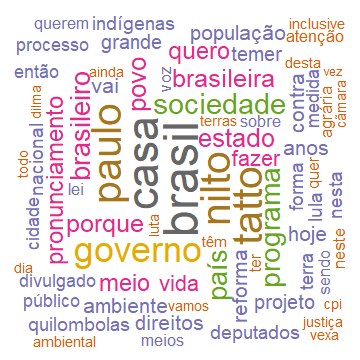 querem indígenas população inclusive
processo grande quero temer atenção
então ainda povo voz brasileira desta
vai sociedade contra medida vez
dilma brasileiro paulo casa brasil terras sobre agrária câmara
todo nacional lei estado anos
cidade pronunciamento nilto tatto fazer forma lula quer nesta
porque luta têm programa hoje neste
governo país ter terra sendo
dia meio vida reforma
divulgado ambiente vamos projeto cpi
público direitos justiça
quilombolas deputados vexa
ambiental meios